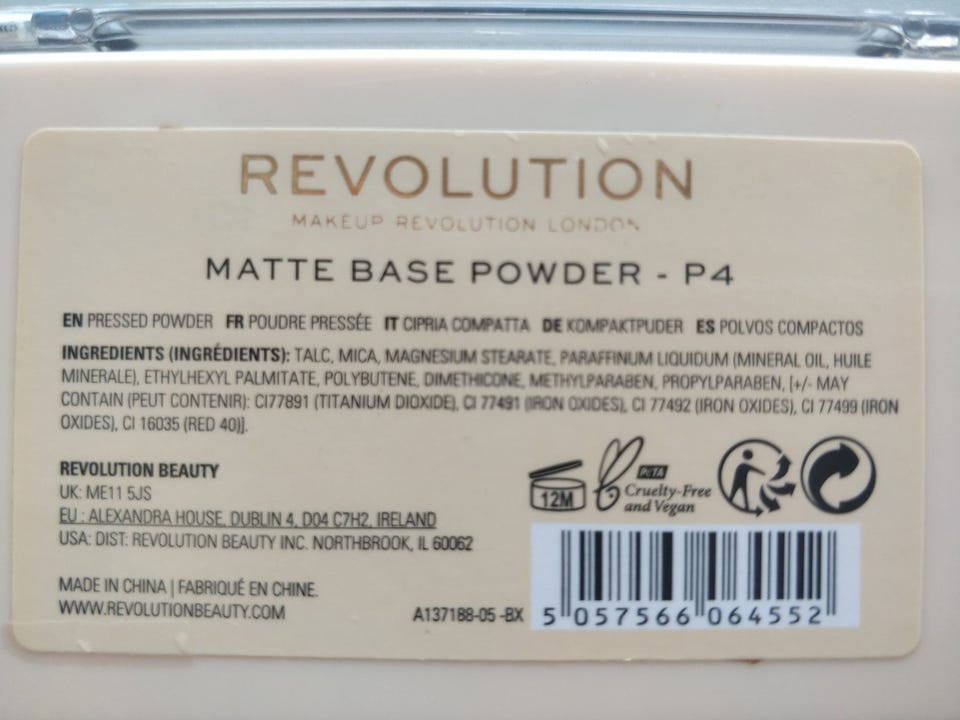 REVOLUTION
MAKEUP REVOLUTION LONDON
MATTE BASE POWDER - P4
EN PRESSED POWDER FR POUDRE PRESSÉE IT CIPRIA COMPATTA DE KOMPAKTPUDER ES POLVOS COMPACTOS
INGREDIENTS (INGRÉDIENTS): TALC, MICA, MAGNESIUM STEARATE, PARAFFINUM LIQUIDUM (MINERAL OIL, HUILE
MINERALE), ETHYLHEXYL PALMITATE, POLYBUTENE, DIMETHICONE, METHYLPARABEN, PROPYLPARABEN, [+/- MAY
CONTAIN (PEUT CONTENIR): CI77891 (TITANIUM DIOXIDE), CI 77491 (IRON OXIDES), CI 77492 (IRON OXIDES), CI 77499 (IRON
OXIDES), CI 16035 (RED 40)].
REVOLUTION BEAUTY
UK: ME11 5JS
EU : ALEXANDRA HOUSE, DUBLIN 4, D04 C7H2, IRELAND
USA: DIST: REVOLUTION BEAUTY INC. NORTHBROOK, IL 60062
12M
PETA
Cruelty-Free
and Vegan
MADE IN CHINA | FABRIQUÉ EN CHINE.
WWW.REVOLUTIONBEAUTY.COM
A137188-05 -BX
5 057566 064552